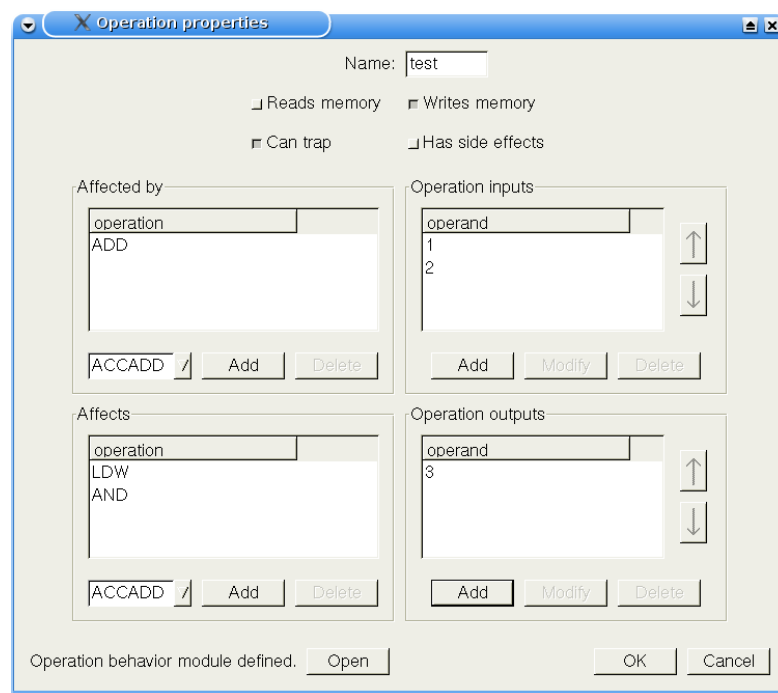 Operation properties
Name: test
Reads memory Writes memory
Can trap Has side effects
Affected by
operation
ADD
ACCADD Add Delete
Operation inputs
operand
1
2
Add Modify Delete
Affects
operation
LDW
AND
ACCADD Add Delete
Operation outputs
operand
3
Add Modify Delete
Operation behavior module defined. Open OK Cancel